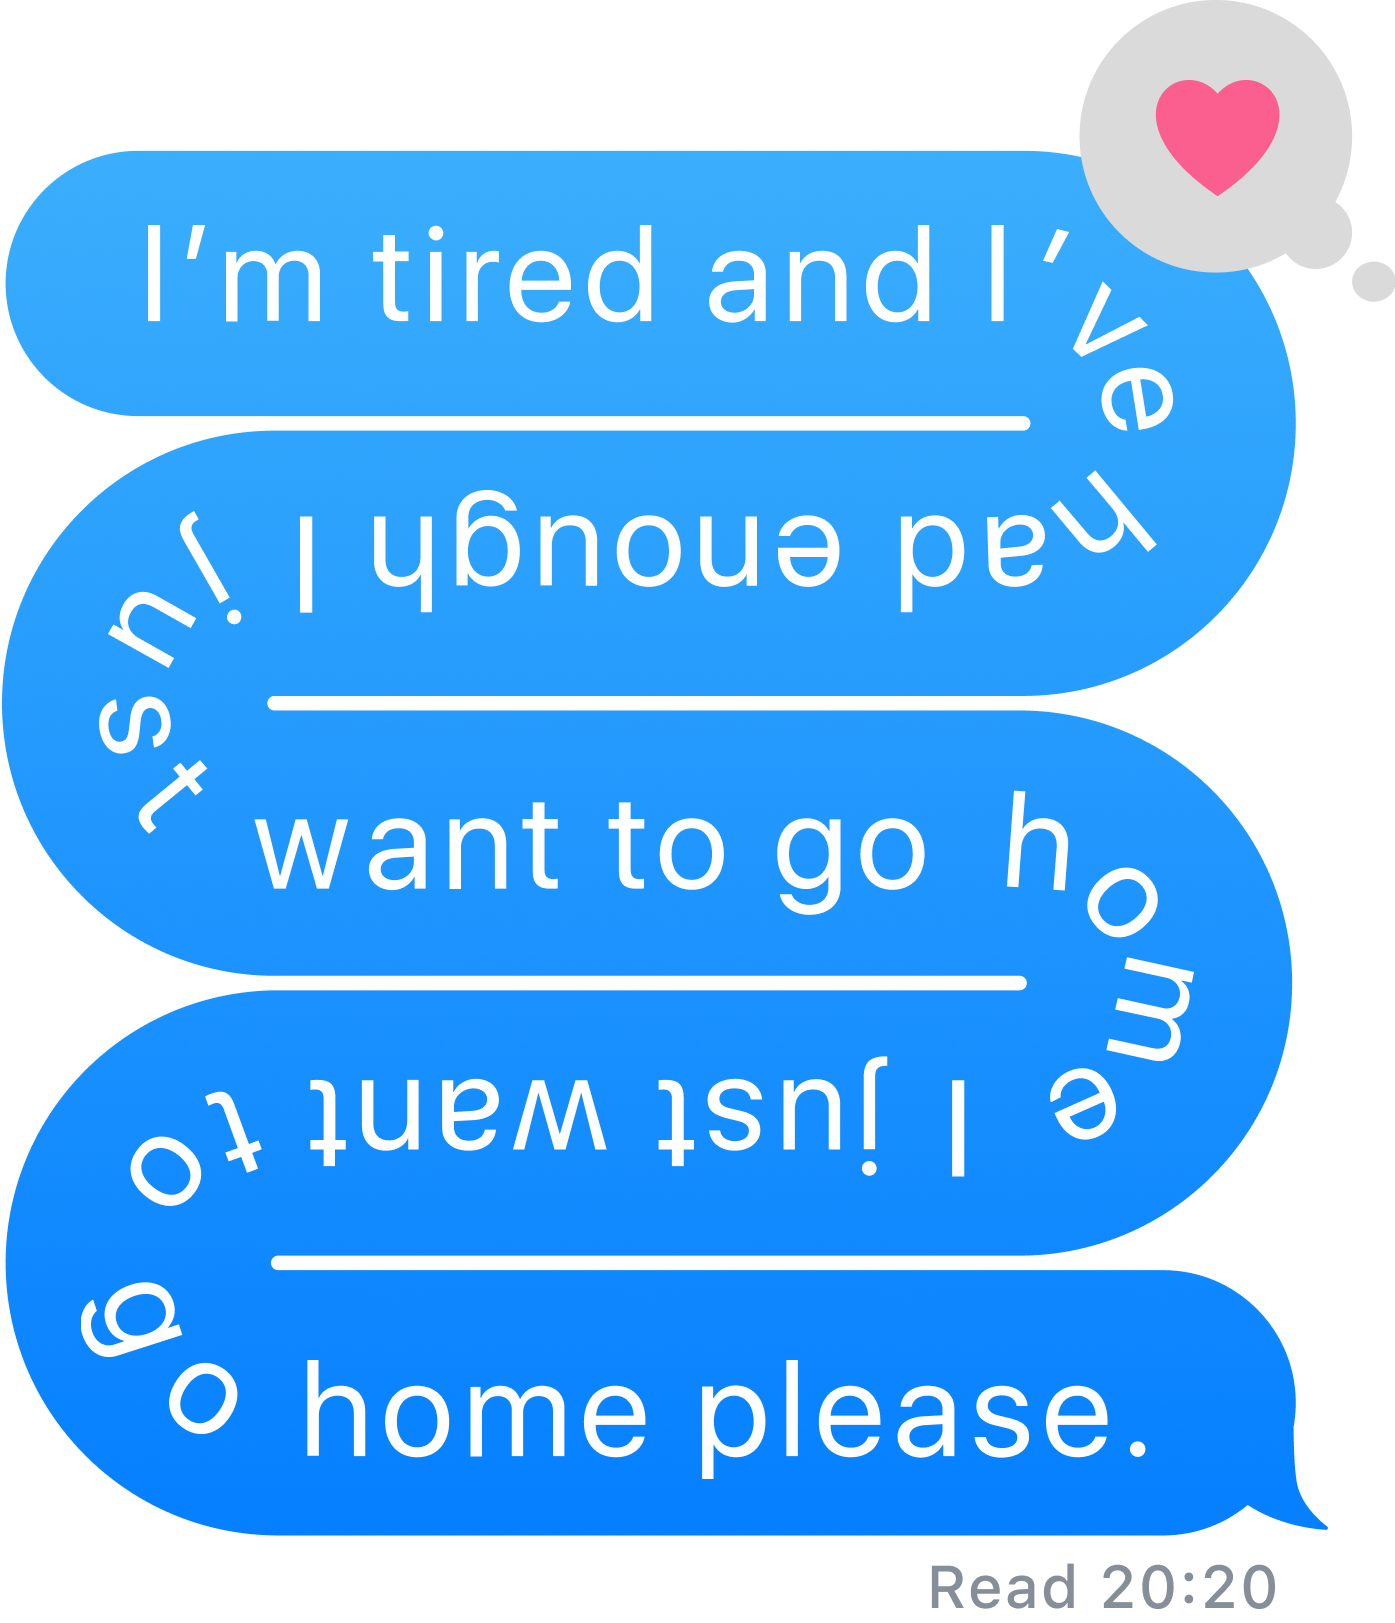 I’m tired and I’ve
had enough I just
want to go home
I just want to go
home please.
Read 20:20